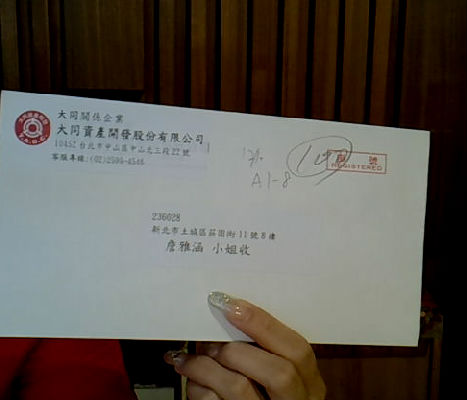 大同關係企業
大同資產開發股份有限公司
10451 台北市中山區中山北三段22號
客服專線:(02)2598-4546
掛號
REGISTERED
A1-8
236028
新北市土城區莊園街11號8樓
詹雅涵 小姐收